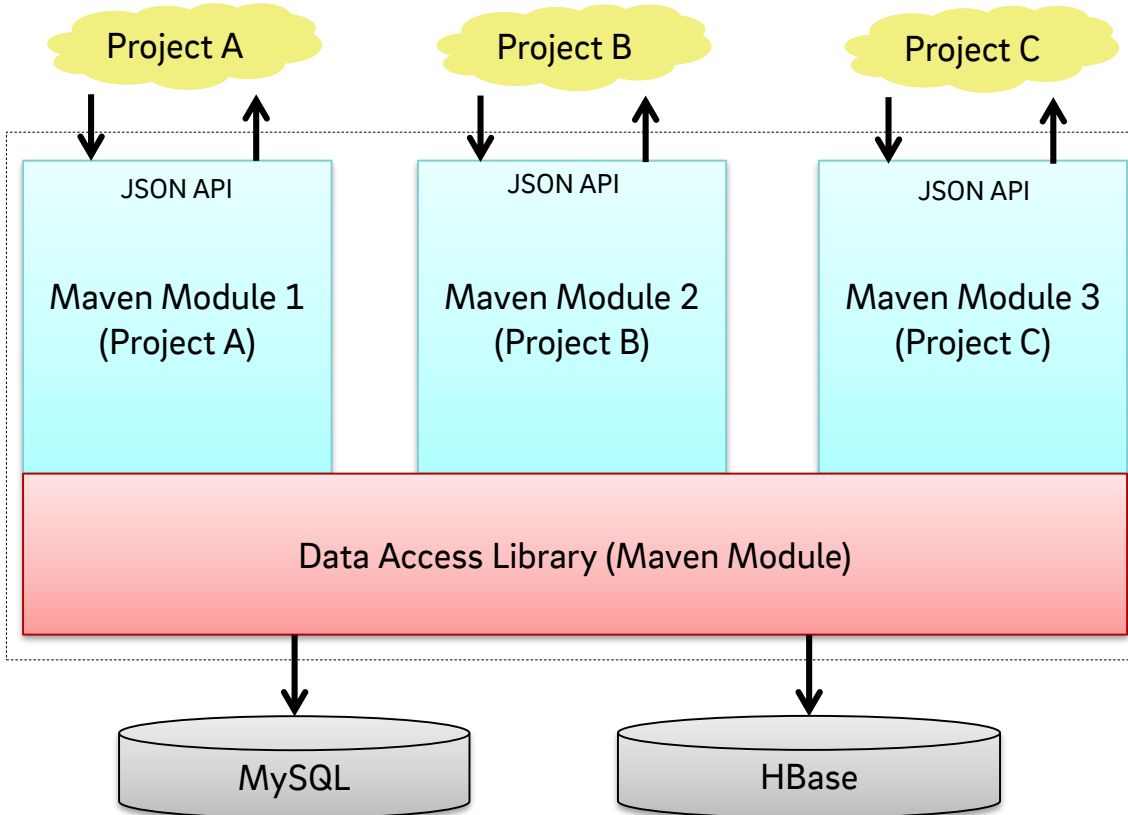 Project A
Project B
Project C
JSON API
JSON API
JSON API
Maven Module 1
(Project A)
Maven Module 2
(Project B)
Maven Module 3
(Project C)
Data Access Library (Maven Module)
MySQL
HBase